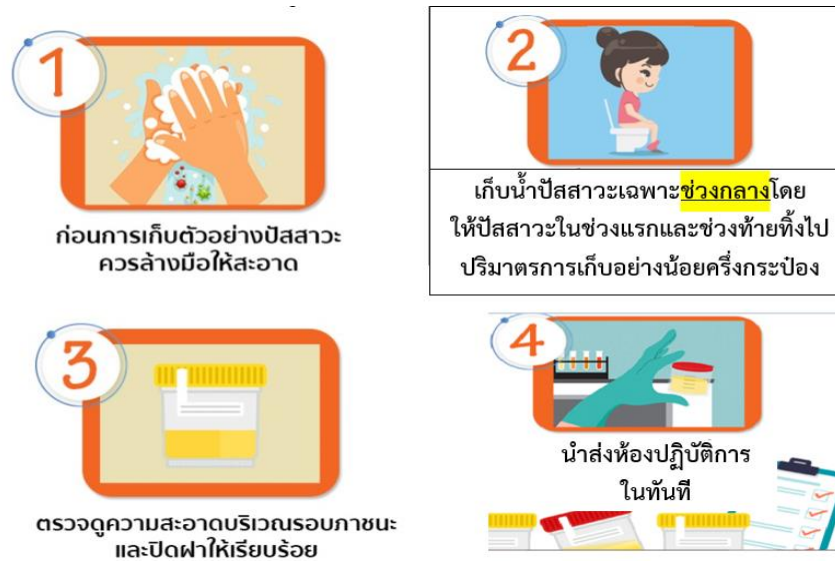 1
ก่อนการเก็บตัวอย่างปัสสาวะ
ควรล้างมือให้สะอาด
2
เก็บน้ำปัสสาวะเฉพาะช่วงกลางโดย
ให้ปัสสาวะในช่วงแรกและช่วงท้ายทิ้งไป
ปริมาตรการเก็บอย่างน้อยครึ่งกระป๋อง
3
ตรวจดูความสะอาดบริเวณรอบภาชนะ
และปิดฝาให้เรียบร้อย
4
นำส่งห้องปฏิบัติการ
ในทันที